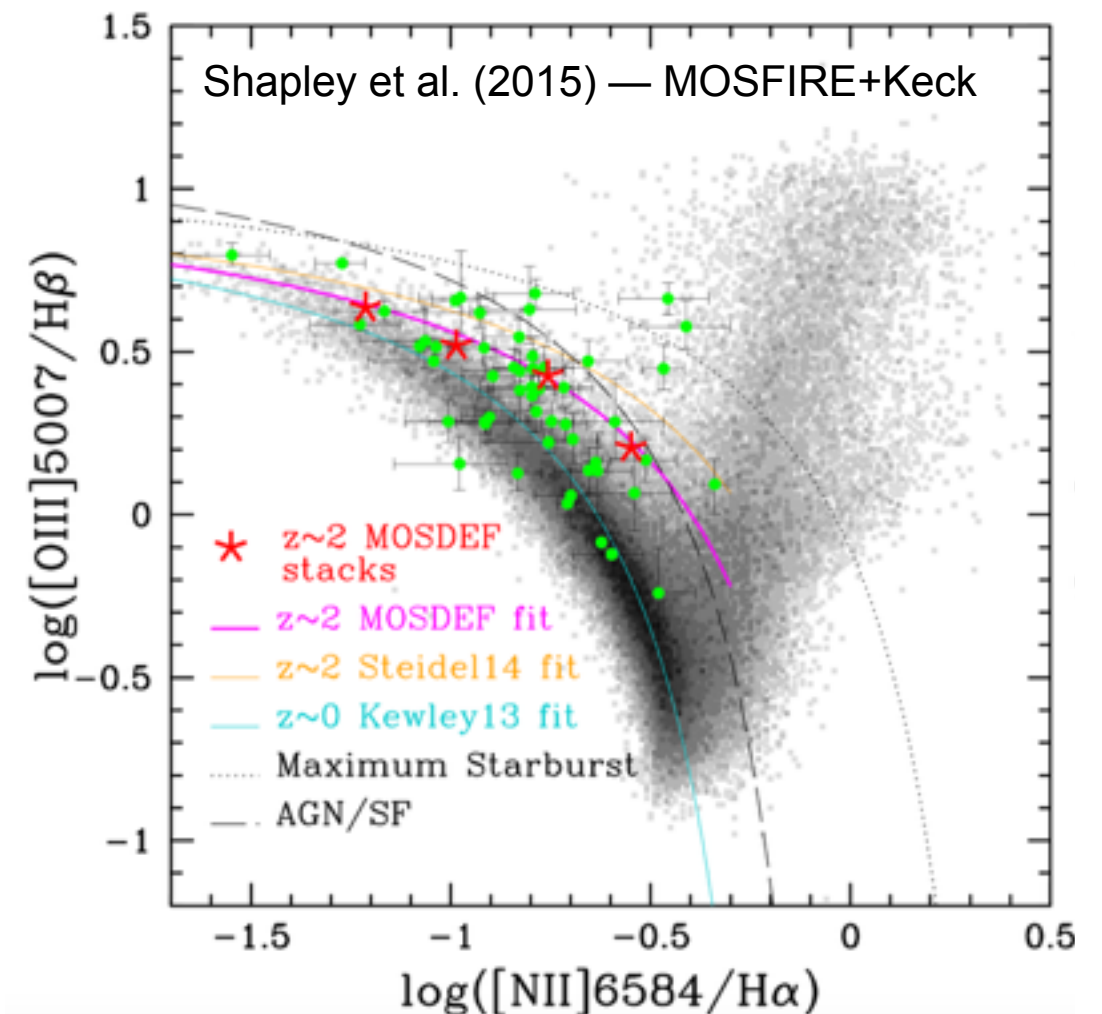 Shapley et al. (2015) — MOSFIRE+Keck
1.5
1
0.5
0
−0.5
−1
log([OIII]5007/Hβ)
z~2 MOSDEF
stacks
z~2 MOSDEF fit
z~2 Steidel14 fit
z~0 Kewley13 fit
Maximum Starburst
AGN/SF
−1.5
−1
−0.5
0
0.5
log([NII]6584/Hα)